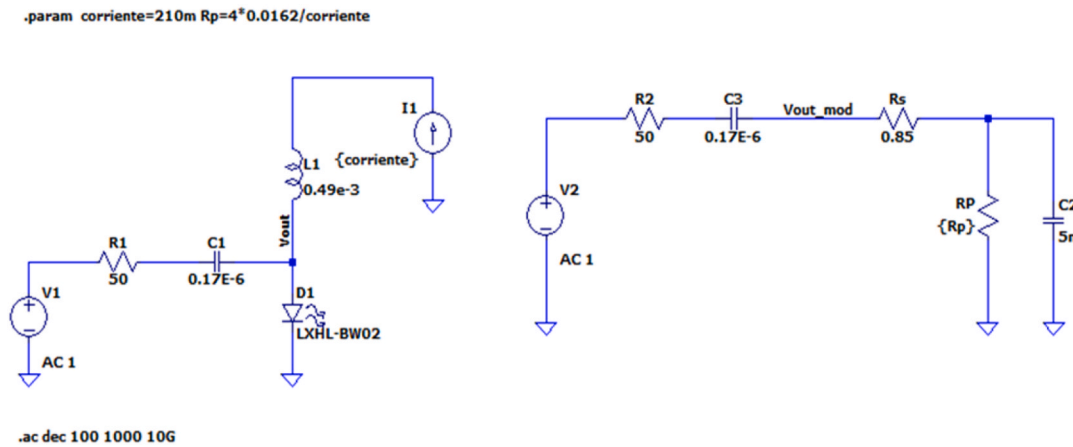 .param corriente=210m Rp=4*0.0162/corriente
I1
{corriente}
L1
0.49e-3
Vout
R1
50
C1
0.17E-6
V1
AC 1
D1
LXHL-BW02
R2
50
C3
0.17E-6
Vout_mod
Rs
0.85
V2
AC 1
RP
{Rp}
C2
.ac dec 100 1000 10G